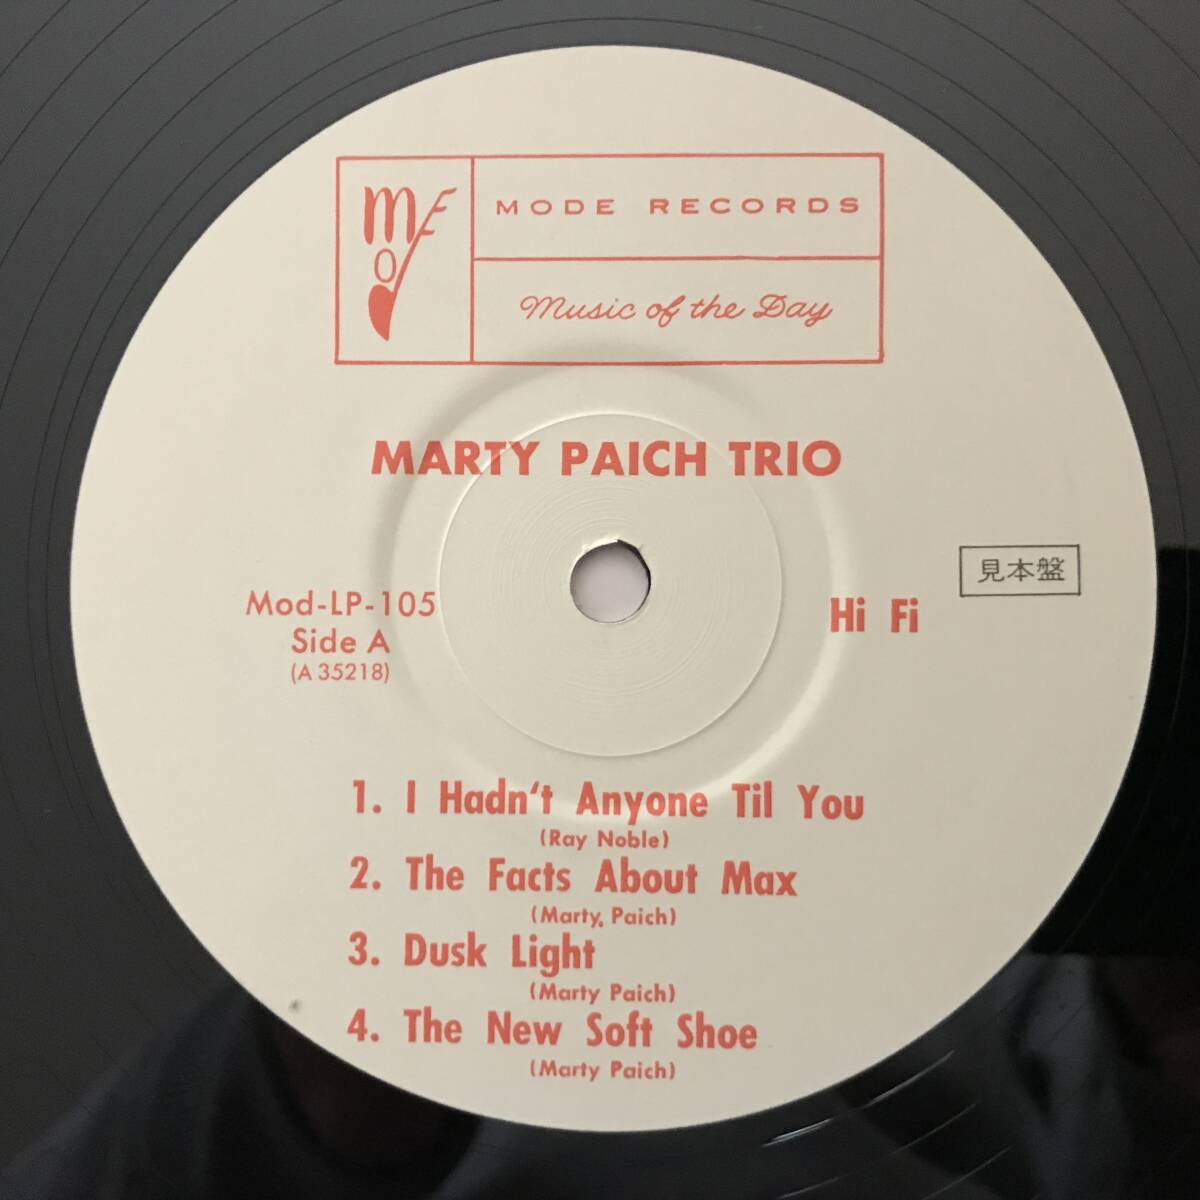 MODE
MODE RECORDS
Music of the Day
MARTY PAICH TRIO
見本盤
Mod-LP-105
Hi Fi
Side A
(A 35218)
1. I Hadn't Anyone Til You
(Ray Noble)
2. The Facts About Max
(Marty. Paich)
3. Dusk Light
(Marty Paich)
4. The New Soft Shoe
(Marty Paich)